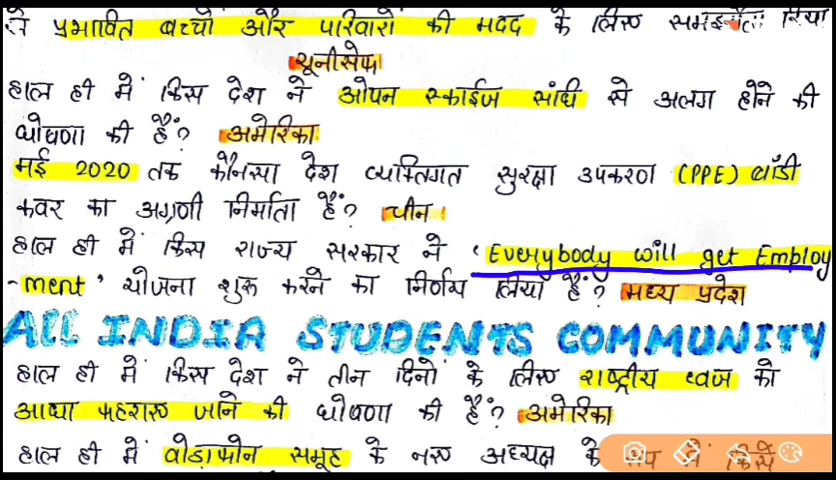 ने प्रभावित बच्चों और परिवारों की मदद के लिए समझौता किया
यूनीसेफ
हाल ही में किस देश ने ओपन स्काईज संधि से अलग होने की
घोषणा की हैं? अमेरिका
मई 2020 तक कौनसा देश व्यक्तिगत सुरक्षा उपकरण (PPE) बॉडी
कवर का अग्रणी निर्माता हैं? चीन
हाल ही में किस राज्य सरकार ने 'Everybody will get Employ
-ment' योजना शुरू करने का निर्णय लिया हैं? मध्य प्रदेश
ALL INDIA STUDENTS COMMUNITY
हाल ही में किस देश ने तीन दिनों के लिए राष्ट्रीय ध्वज को
आधा फहराए जाने की घोषणा की हैं? अमेरिका
हाल ही में वोडाफोन समूह के नए अध्यक्ष के रूप में किसे